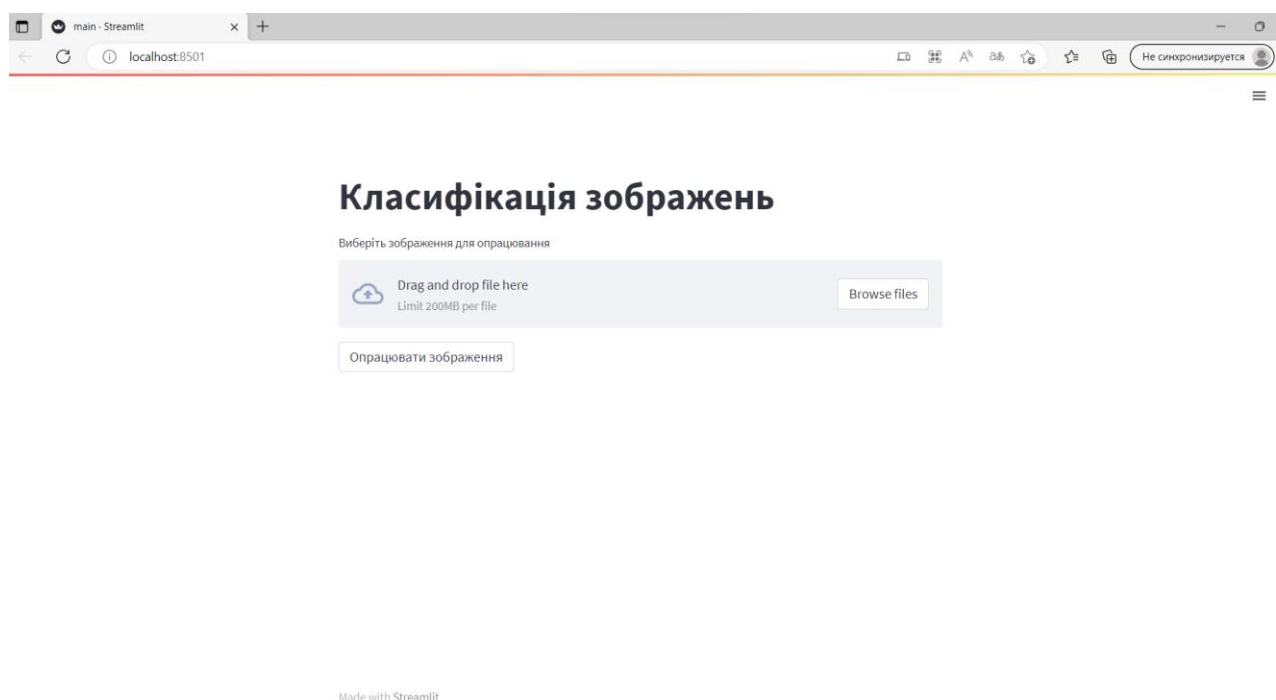 main - Streamlit
localhost:8501
Не синхронизируется
Класифікація зображень
Виберіть зображення для опрацювання
Drag and drop file here
Limit 200MB per file
Browse files
Опрацювати зображення
Made with Streamlit